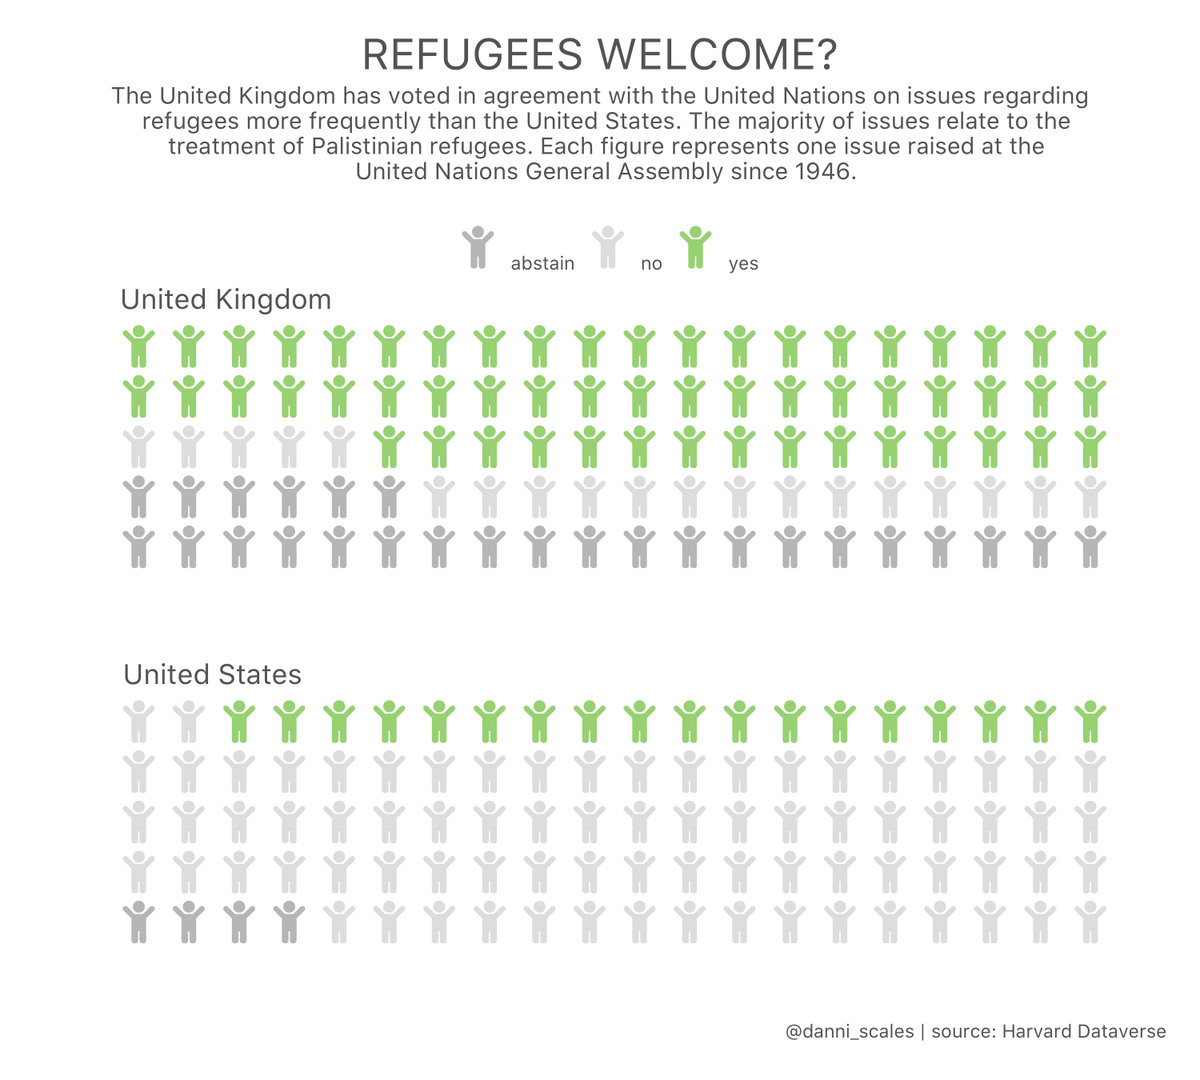 REFUGEES WELCOME?
The United Kingdom has voted in agreement with the United Nations on issues regarding
refugees more frequently than the United States. The majority of issues relate to the
treatment of Palistinian refugees. Each figure represents one issue raised at the
United Nations General Assembly since 1946.
abstain no yes
United Kingdom
United States
@danni_scales | source: Harvard Dataverse